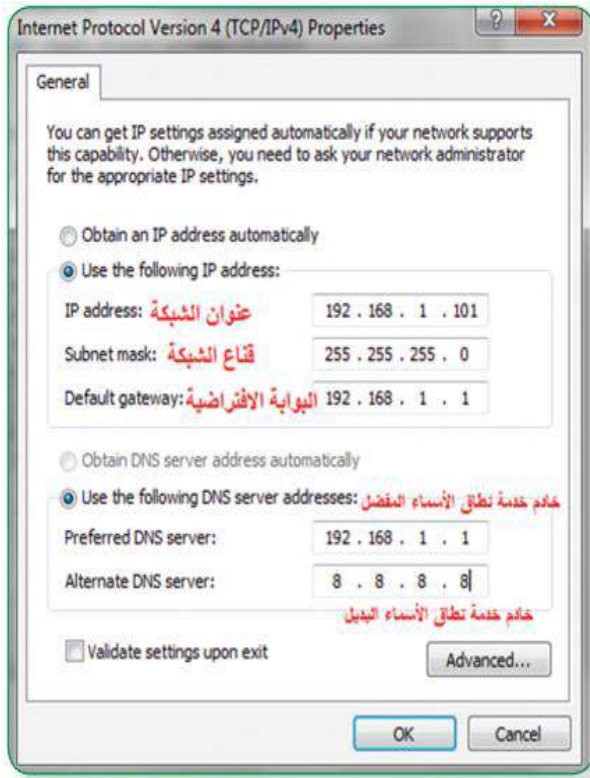 Internet Protocol Version 4 (TCP/IPv4) Properties
General
You can get IP settings assigned automatically if your network supports
this capability. Otherwise, you need to ask your network administrator
for the appropriate IP settings.
Obtain an IP address automatically
Use the following IP address:
IP address: عنوان الشبكة 192 . 168 . 1 . 101
Subnet mask: قناع الشبكة 255 . 255 . 255 . 0
Default gateway: البوابة الافتراضية 192 . 168 . 1 . 1
Obtain DNS server address automatically
Use the following DNS server addresses: خادم خدمة نطاق الأسماء المفضل
Preferred DNS server: 192 . 168 . 1 . 1
Alternate DNS server: 8 . 8 . 8 . 8
خادم خدمة نطاق الأسماء البديل
Validate settings upon exit
Advanced...
OK Cancel